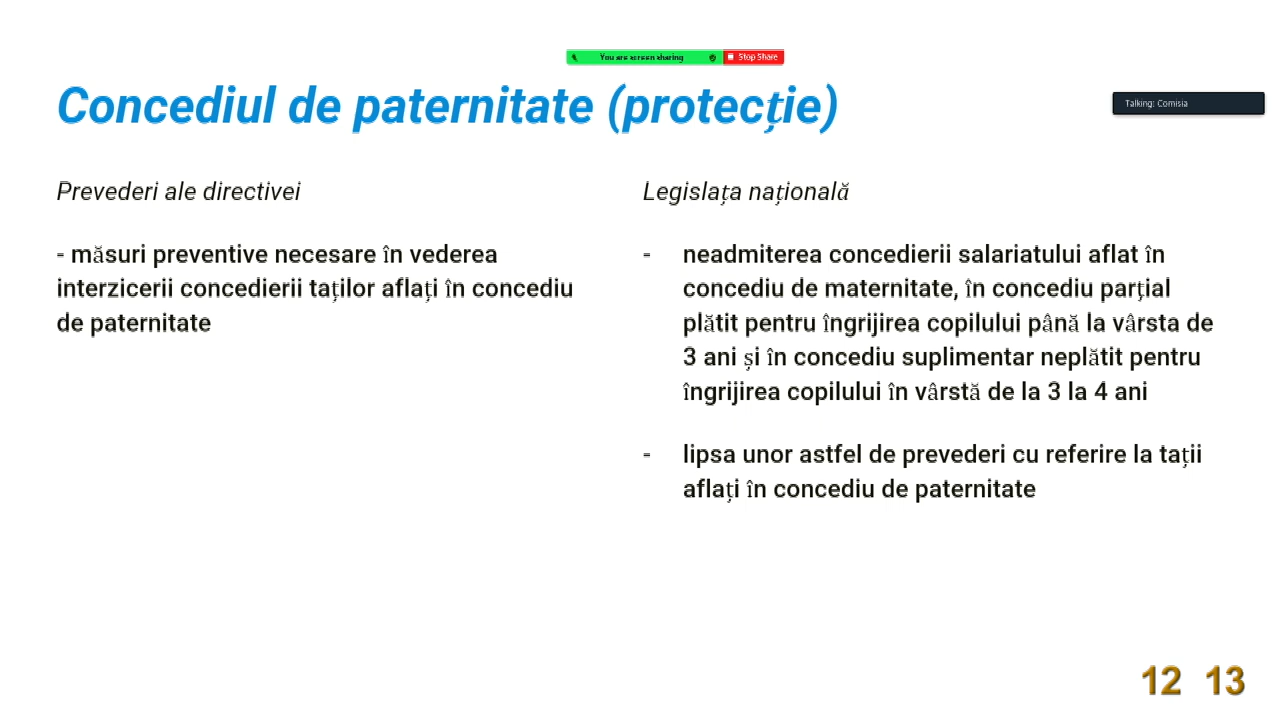 You are screen sharing Stop Share
Concediul de paternitate (protecție)
Talking: Comisia
Prevederi ale directivei
- măsuri preventive necesare în vederea
interzicerii concedierii taților aflați în concediu
de paternitate
Legislața națională
- neadmiterea concedierii salariatului aflat în
concediu de maternitate, în concediu parțial
plătit pentru îngrijirea copilului până la vârsta de
3 ani și în concediu suplimentar neplătit pentru
îngrijirea copilului în vârstă de la 3 la 4 ani
- lipsa unor astfel de prevederi cu referire la tații
aflați în concediu de paternitate
12 13